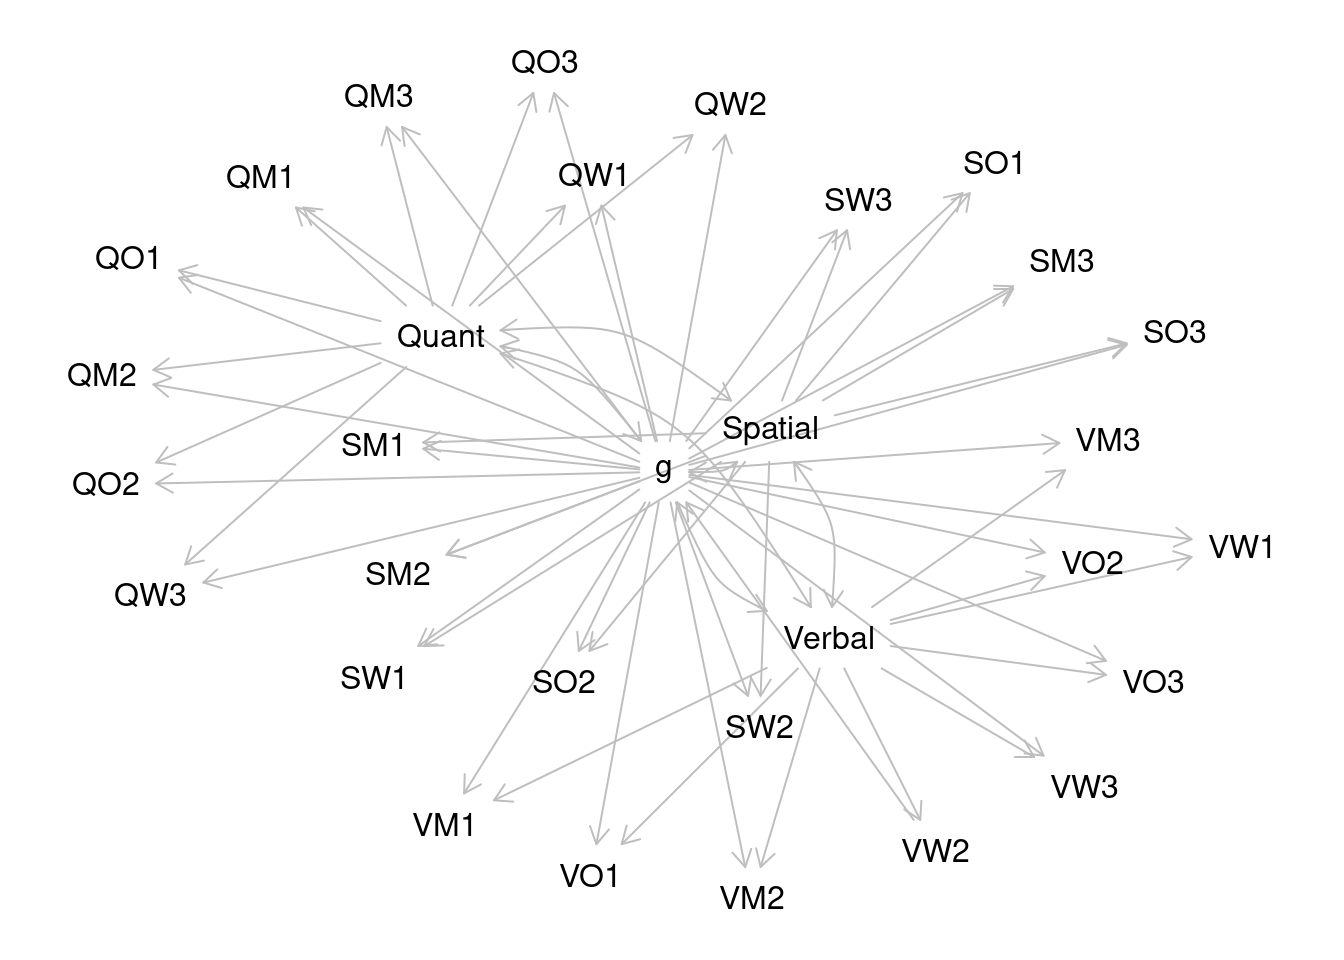 QO3
QM3
QW2
SO1
QM1
QW1
SW3
QO1
SM3
SO3
Quant
QM2
Spatial
VM3
SM1
g
QO2
VW1
VO2
SM2
QW3
Verbal
SW1
SO2
VO3
SW2
VW3
VM1
VW2
VO1
VM2